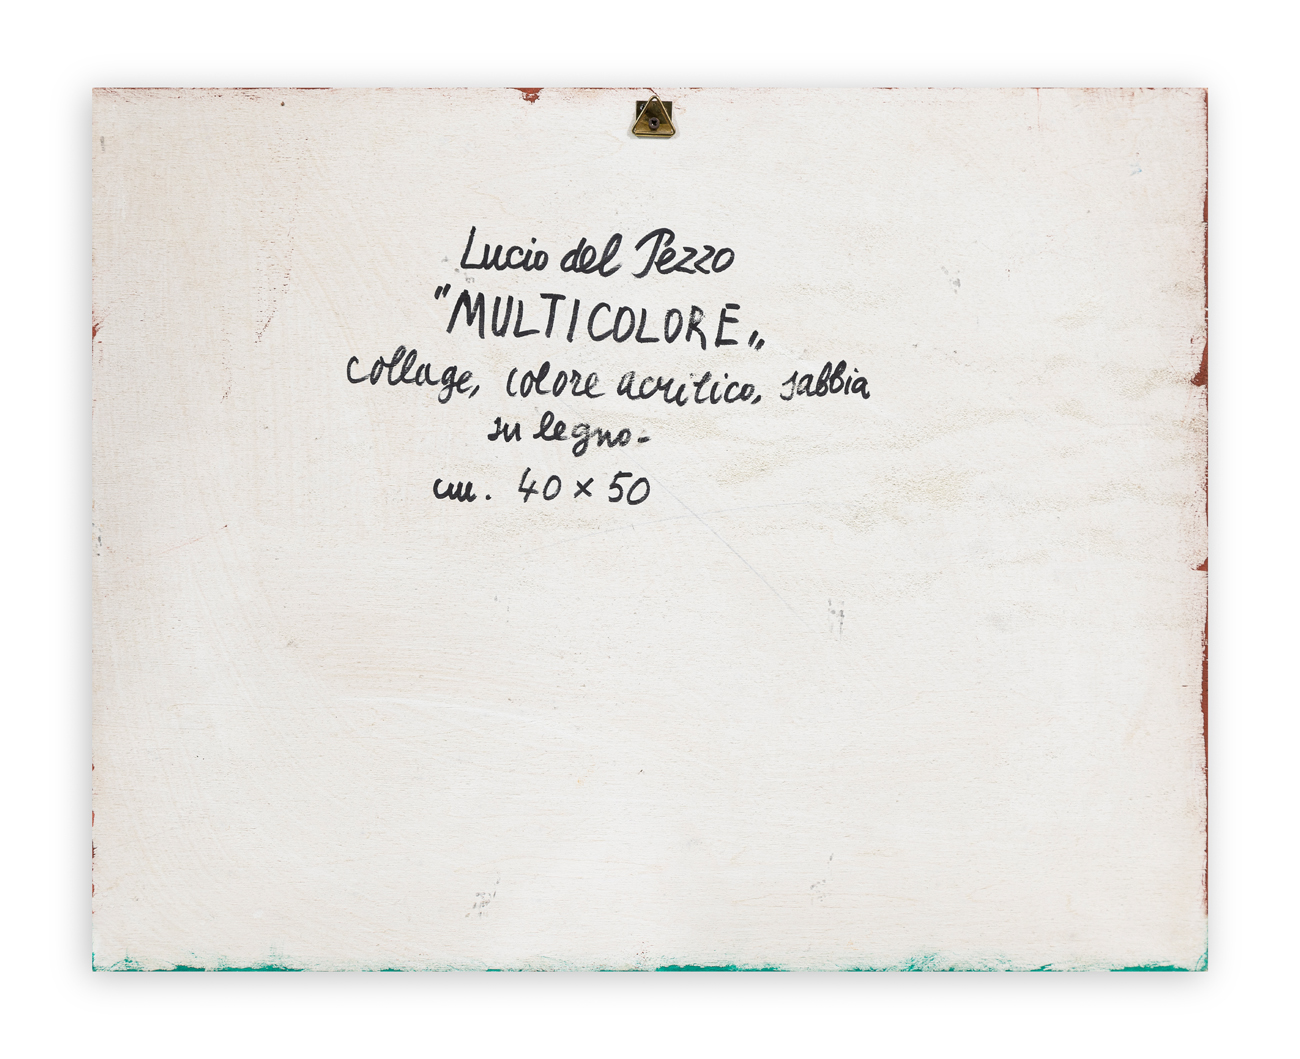 Lucio del Pezzo
"MULTICOLORE„
collage, colore acrilico, sabbia
su legno-
cm. 40 × 50